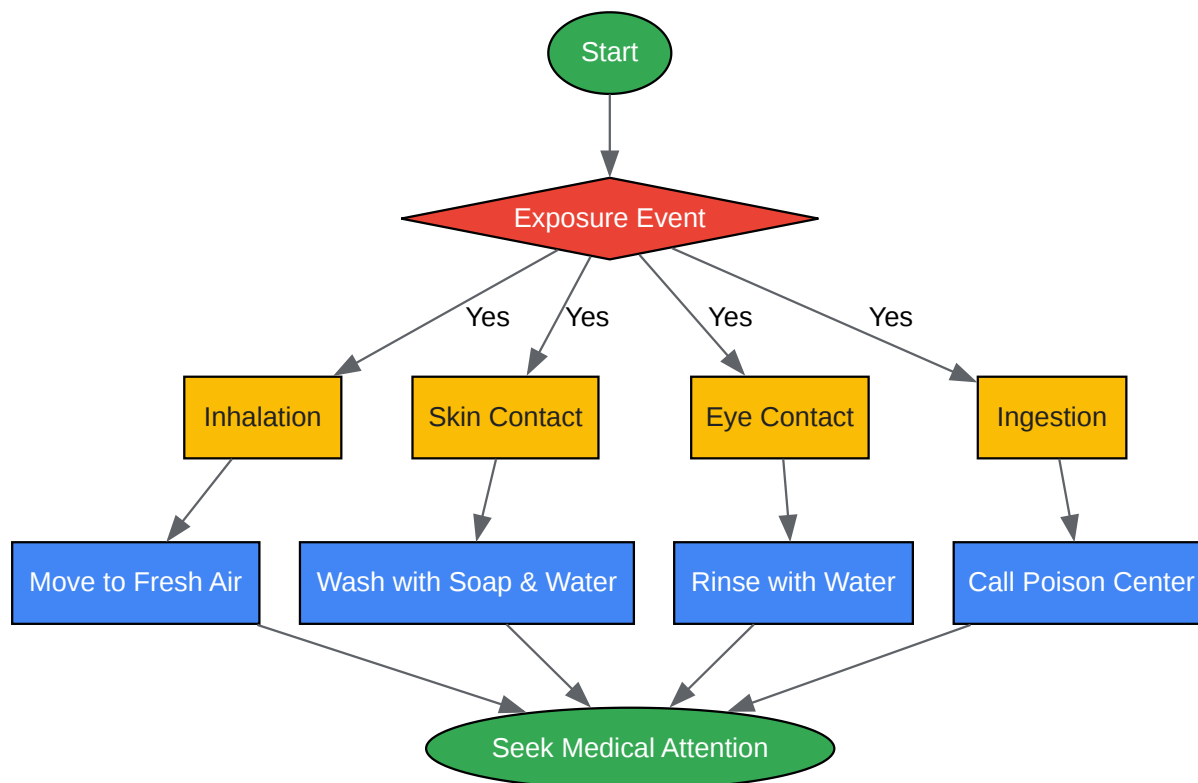 Start
Exposure Event
Yes
Yes
Yes
Yes
Inhalation
Skin Contact
Eye Contact
Ingestion
Move to Fresh Air
Wash with Soap & Water
Rinse with Water
Call Poison Center
Seek Medical Attention